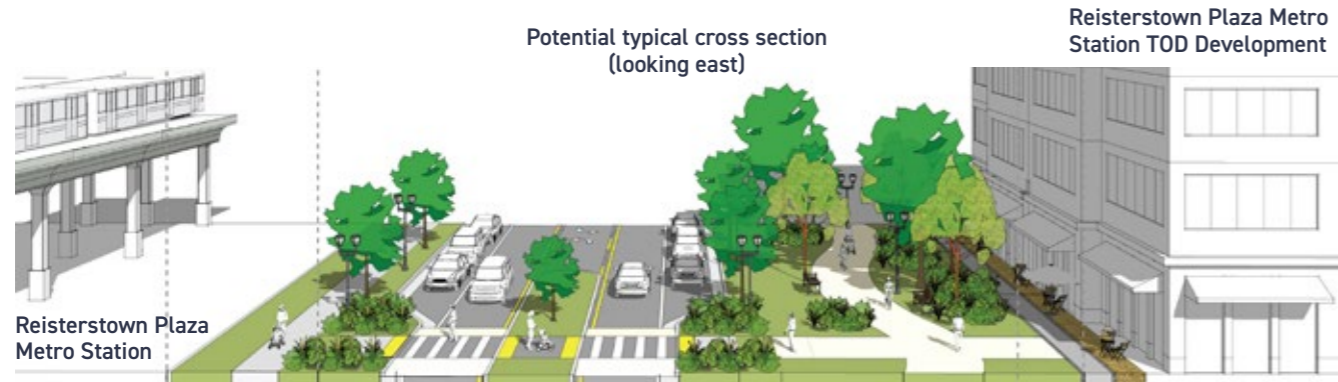 Potential typical cross section
(looking east)
Reisterstown Plaza Metro
Station TOD Development
Reisterstown Plaza
Metro Station